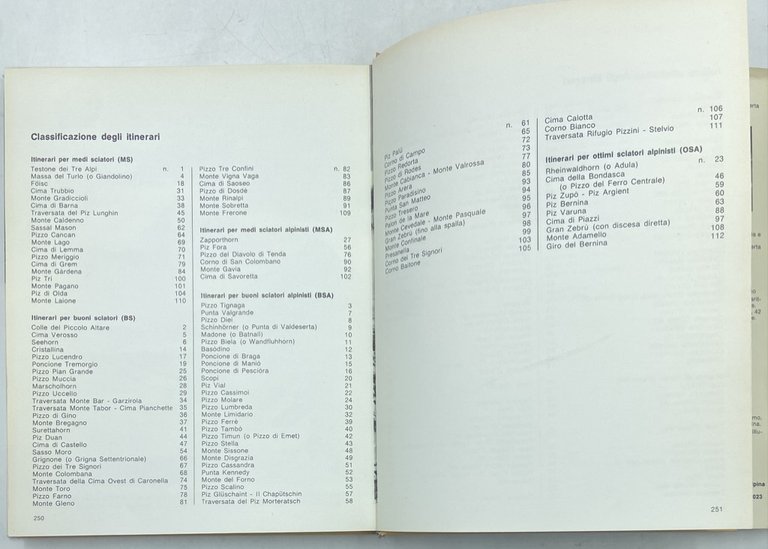 Classificazione degli itinerari
Itinerari per medi sciatori (MS)
Testone dei Tre Alpi n. 1
Massa del Turlo (o Giandolino) 4
Föisc 18
Cima Trubbio 31
Monte Gradiccioli 33
Cima di Barna 38
Traversata del Piz Lunghin 45
Monte Caldenno 50
Sassal Mason 62
Pizzo Cancan 64
Monte Lago 69
Cima di Lemma 70
Pizzo Meriggio 71
Cima di Grem 79
Monte Gardena 84
Piz Tri 100
Monte Pagano 101
Piz di Olda 104
Monte Laione 110
Itinerari per buoni sciatori (BS)
Colle del Piccolo Altare 2
Cima Verosso 5
Seehorn 6
Cristallina 14
Pizzo Lucendro 17
Poncione Tremorgio 19
Pizzo Pian Grande 25
Pizzo Muccia 26
Marscholhorn 28
Pizzo Uccello 29
Traversata Monte Bar - Garzirola 34
Traversata Monte Tabor - Cima Pianchette 35
Pizzo di Gino 36
Monte Bregagno 37
Surettahorn 41
Piz Duan 44
Cima di Castello 47
Sasso Moro 54
Grignone (o Grigna Settentrionale) 66
Pizzo dei Tre Signori 67
Monte Colombana 68
Traversata della Cima Ovest di Caronella 74
Monte Toro 75
Pizzo Farno 78
Monte Gleno 81
250
Pizzo Tre Confini n. 82
Monte Vigna Vaga 83
Cima di Saoseo 86
Pizzo di Dosdè 87
Monte Rinalpi 89
Monte Sobretta 91
Monte Frerone 109
Itinerari per medi sciatori alpinisti (MSA)
Zapporthorn 27
Piz Fora 56
Pizzo del Diavolo di Tenda 76
Corno di San Colombano 90
Monte Gavia 92
Cima di Savoretta 102
Itinerari per buoni sciatori alpinisti (BSA)
Pizzo Tignaga 3
Punta Valgrande 7
Pizzo Diei 8
Schinhörner (o Punta di Valdeserta) 9
Madone (o Batnall) 10
Pizzo Biela (o Wandfluhhorn) 11
Basòdino 12
Poncione di Braga 13
Poncione di Maniò 15
Poncione di Pesciòra 16
Scopi 20
Piz Vial 21
Pizzo Cassimoi 22
Pizzo Molare 24
Pizzo Lumbreda 30
Monte Limidario 32
Pizzo Ferrè 39
Pizzo Tambò 40
Pizzo Timun (o Pizzo di Emet) 42
Pizzo Stella 43
Monte Sissone 48
Monte Disgrazia 49
Pizzo Cassandra 51
Punta Kennedy 52
Monte del Forno 53
Pizzo Scalino 55
Piz Glüschaint - Il Chapütschin 57
Traversata del Piz Morteratsch 58
Piz Palü n. 61
Corno di Campo 65
Pizzo Redorta 72
Pizzo di Rodes 73
Monte Cabianca - Monte Valrossa 77
Pizzo Arera 80
Pizzo Paradisino 85
Punta San Matteo 93
Pizzo Tresero 94
Palon de la Mare 95
Monte Cevedale - Monte Pasquale 96
Gran Zebrù (fino alla spalla) 97
Monte Confinale 98
Presanella 99
Corno dei Tre Signori 103
Corno Baitone 105
Cima Calotta n. 106
Corno Bianco 107
Traversata Rifugio Pizzini - Stelvio 111
Itinerari per ottimi sciatori alpinisti (OSA)
Rheinwaldhorn (o Adula) n. 23
Cima della Bondasca
(o Pizzo del Ferro Centrale) 46
Piz Zupò - Piz Argient 59
Piz Bernina 60
Piz Varuna 63
Cima di Piazzi 88
Gran Zebrù (con discesa diretta) 97
Monte Adamello 108
Giro del Bernina 112
251